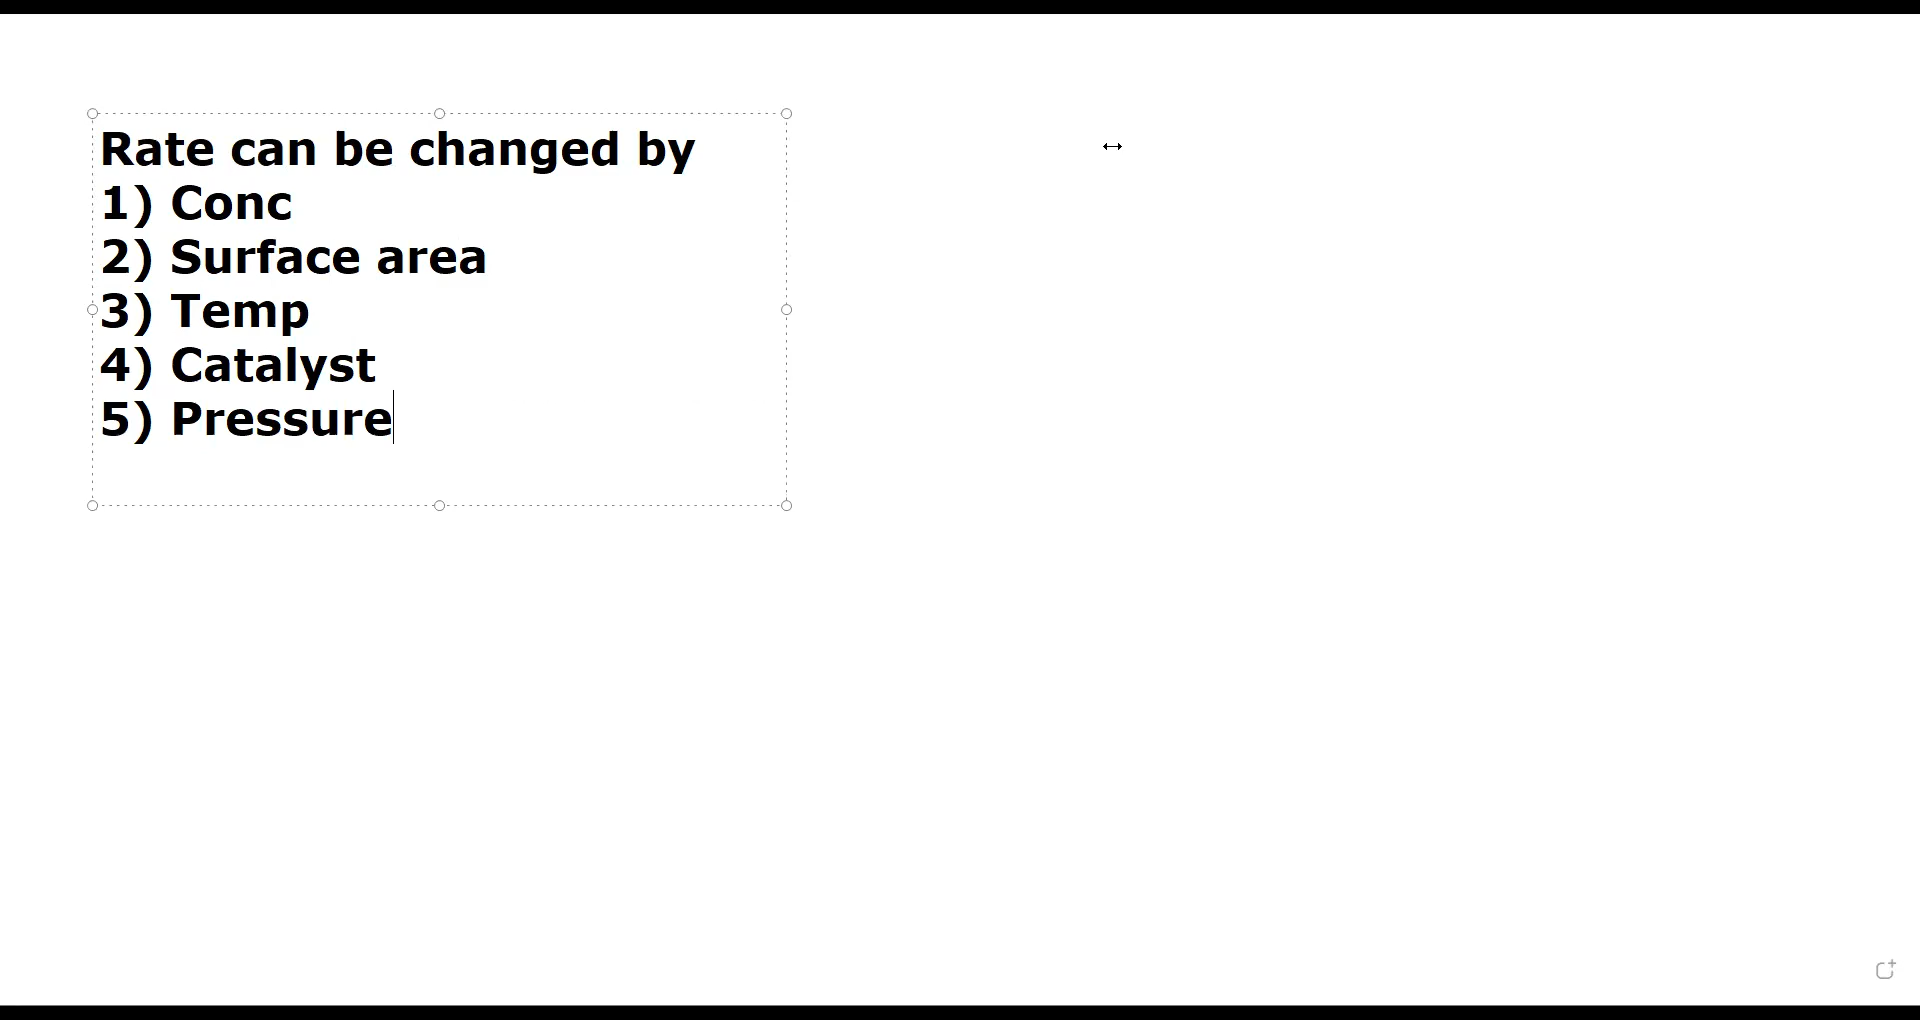 Rate can be changed by
1) Conc
2) Surface area
3) Temp
4) Catalyst
5) Pressure